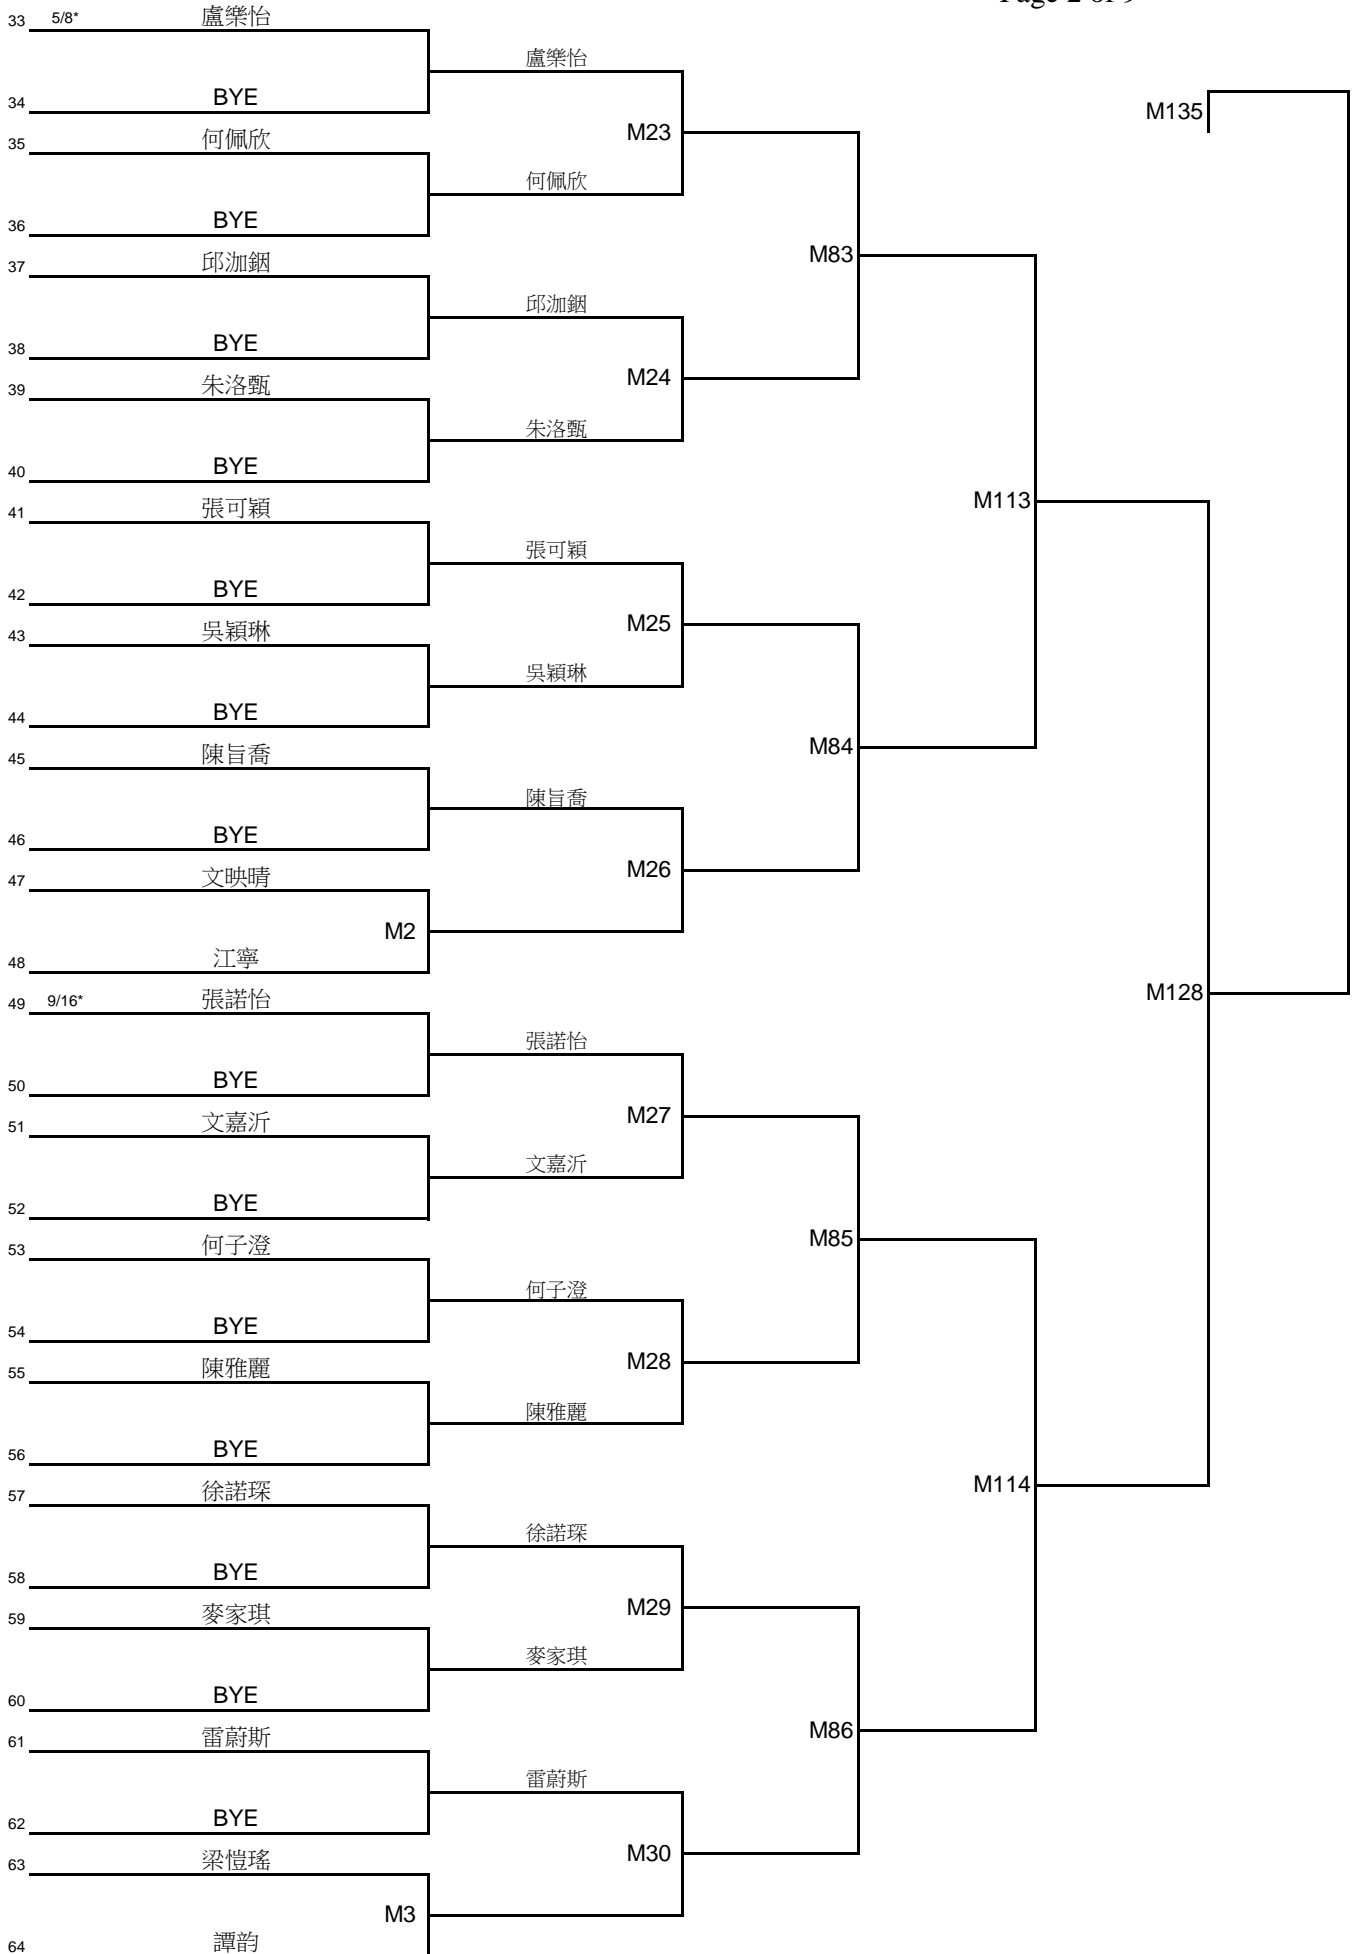 Page 2 of 9
33 5/8* 盧樂怡
盧樂怡
34 BYE
M135
35 何佩欣
M23
何佩欣
36 BYE
M83
37 邱泇銦
邱泇銦
38 BYE
M24
39 朱洛甄
朱洛甄
40 BYE
M113
41 張可穎
張可穎
42 BYE
M25
43 吳穎琳
吳穎琳
44 BYE
M84
45 陳旨喬
陳旨喬
46 BYE
M26
47 文映晴
M2
48 江寧
M128
49 9/16* 張諾怡
張諾怡
50 BYE
M27
51 文嘉沂
文嘉沂
52 BYE
M85
53 何子澄
何子澄
54 BYE
M28
55 陳雅麗
陳雅麗
56 BYE
M114
57 徐諾琛
徐諾琛
58 BYE
M29
59 麥家琪
麥家琪
60 BYE
M86
61 雷蔚斯
雷蔚斯
62 BYE
M30
63 梁愷瑤
M3
64 譚韵